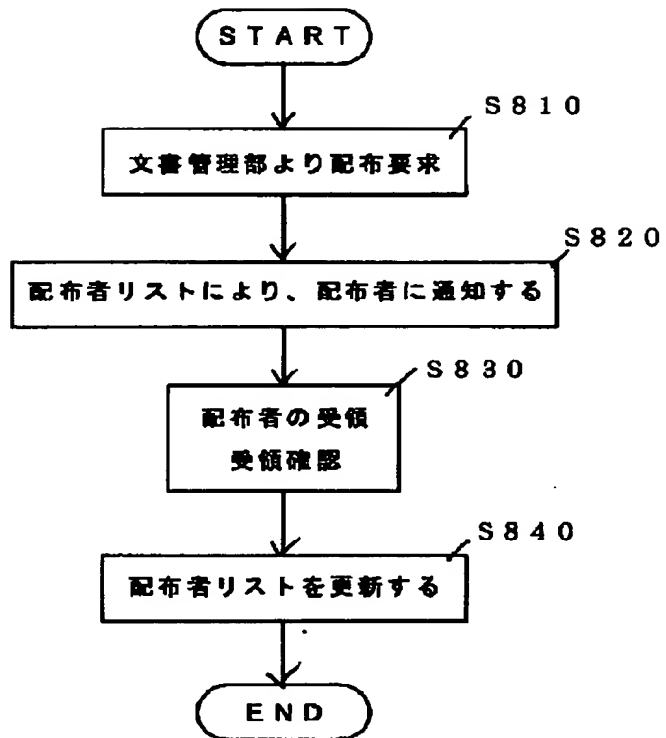 START
S810
文書管理部より配布要求
S820
配布者リストにより、配布者に通知する
S830
配布者の受領
受領確認
S840
配布者リストを更新する
END